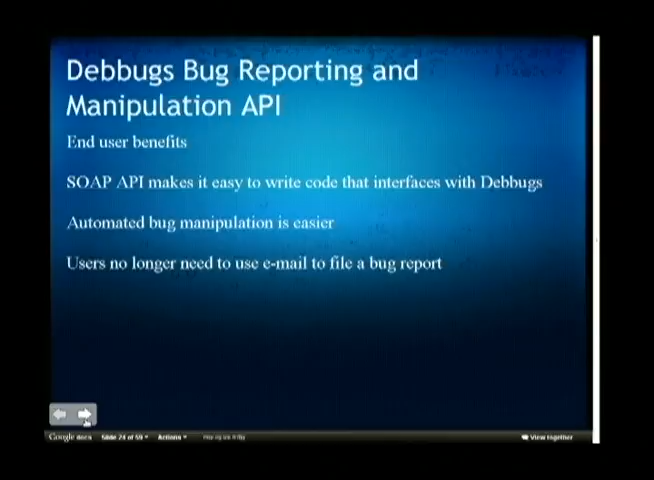 Debbugs Bug Reporting and
Manipulation API
End user benefits
SOAP API makes it easy to write code that interfaces with Debbugs
Automated bug manipulation is easier
Users no longer need to use e-mail to file a bug report
Google docs Slide 24 of 59 Actions View together